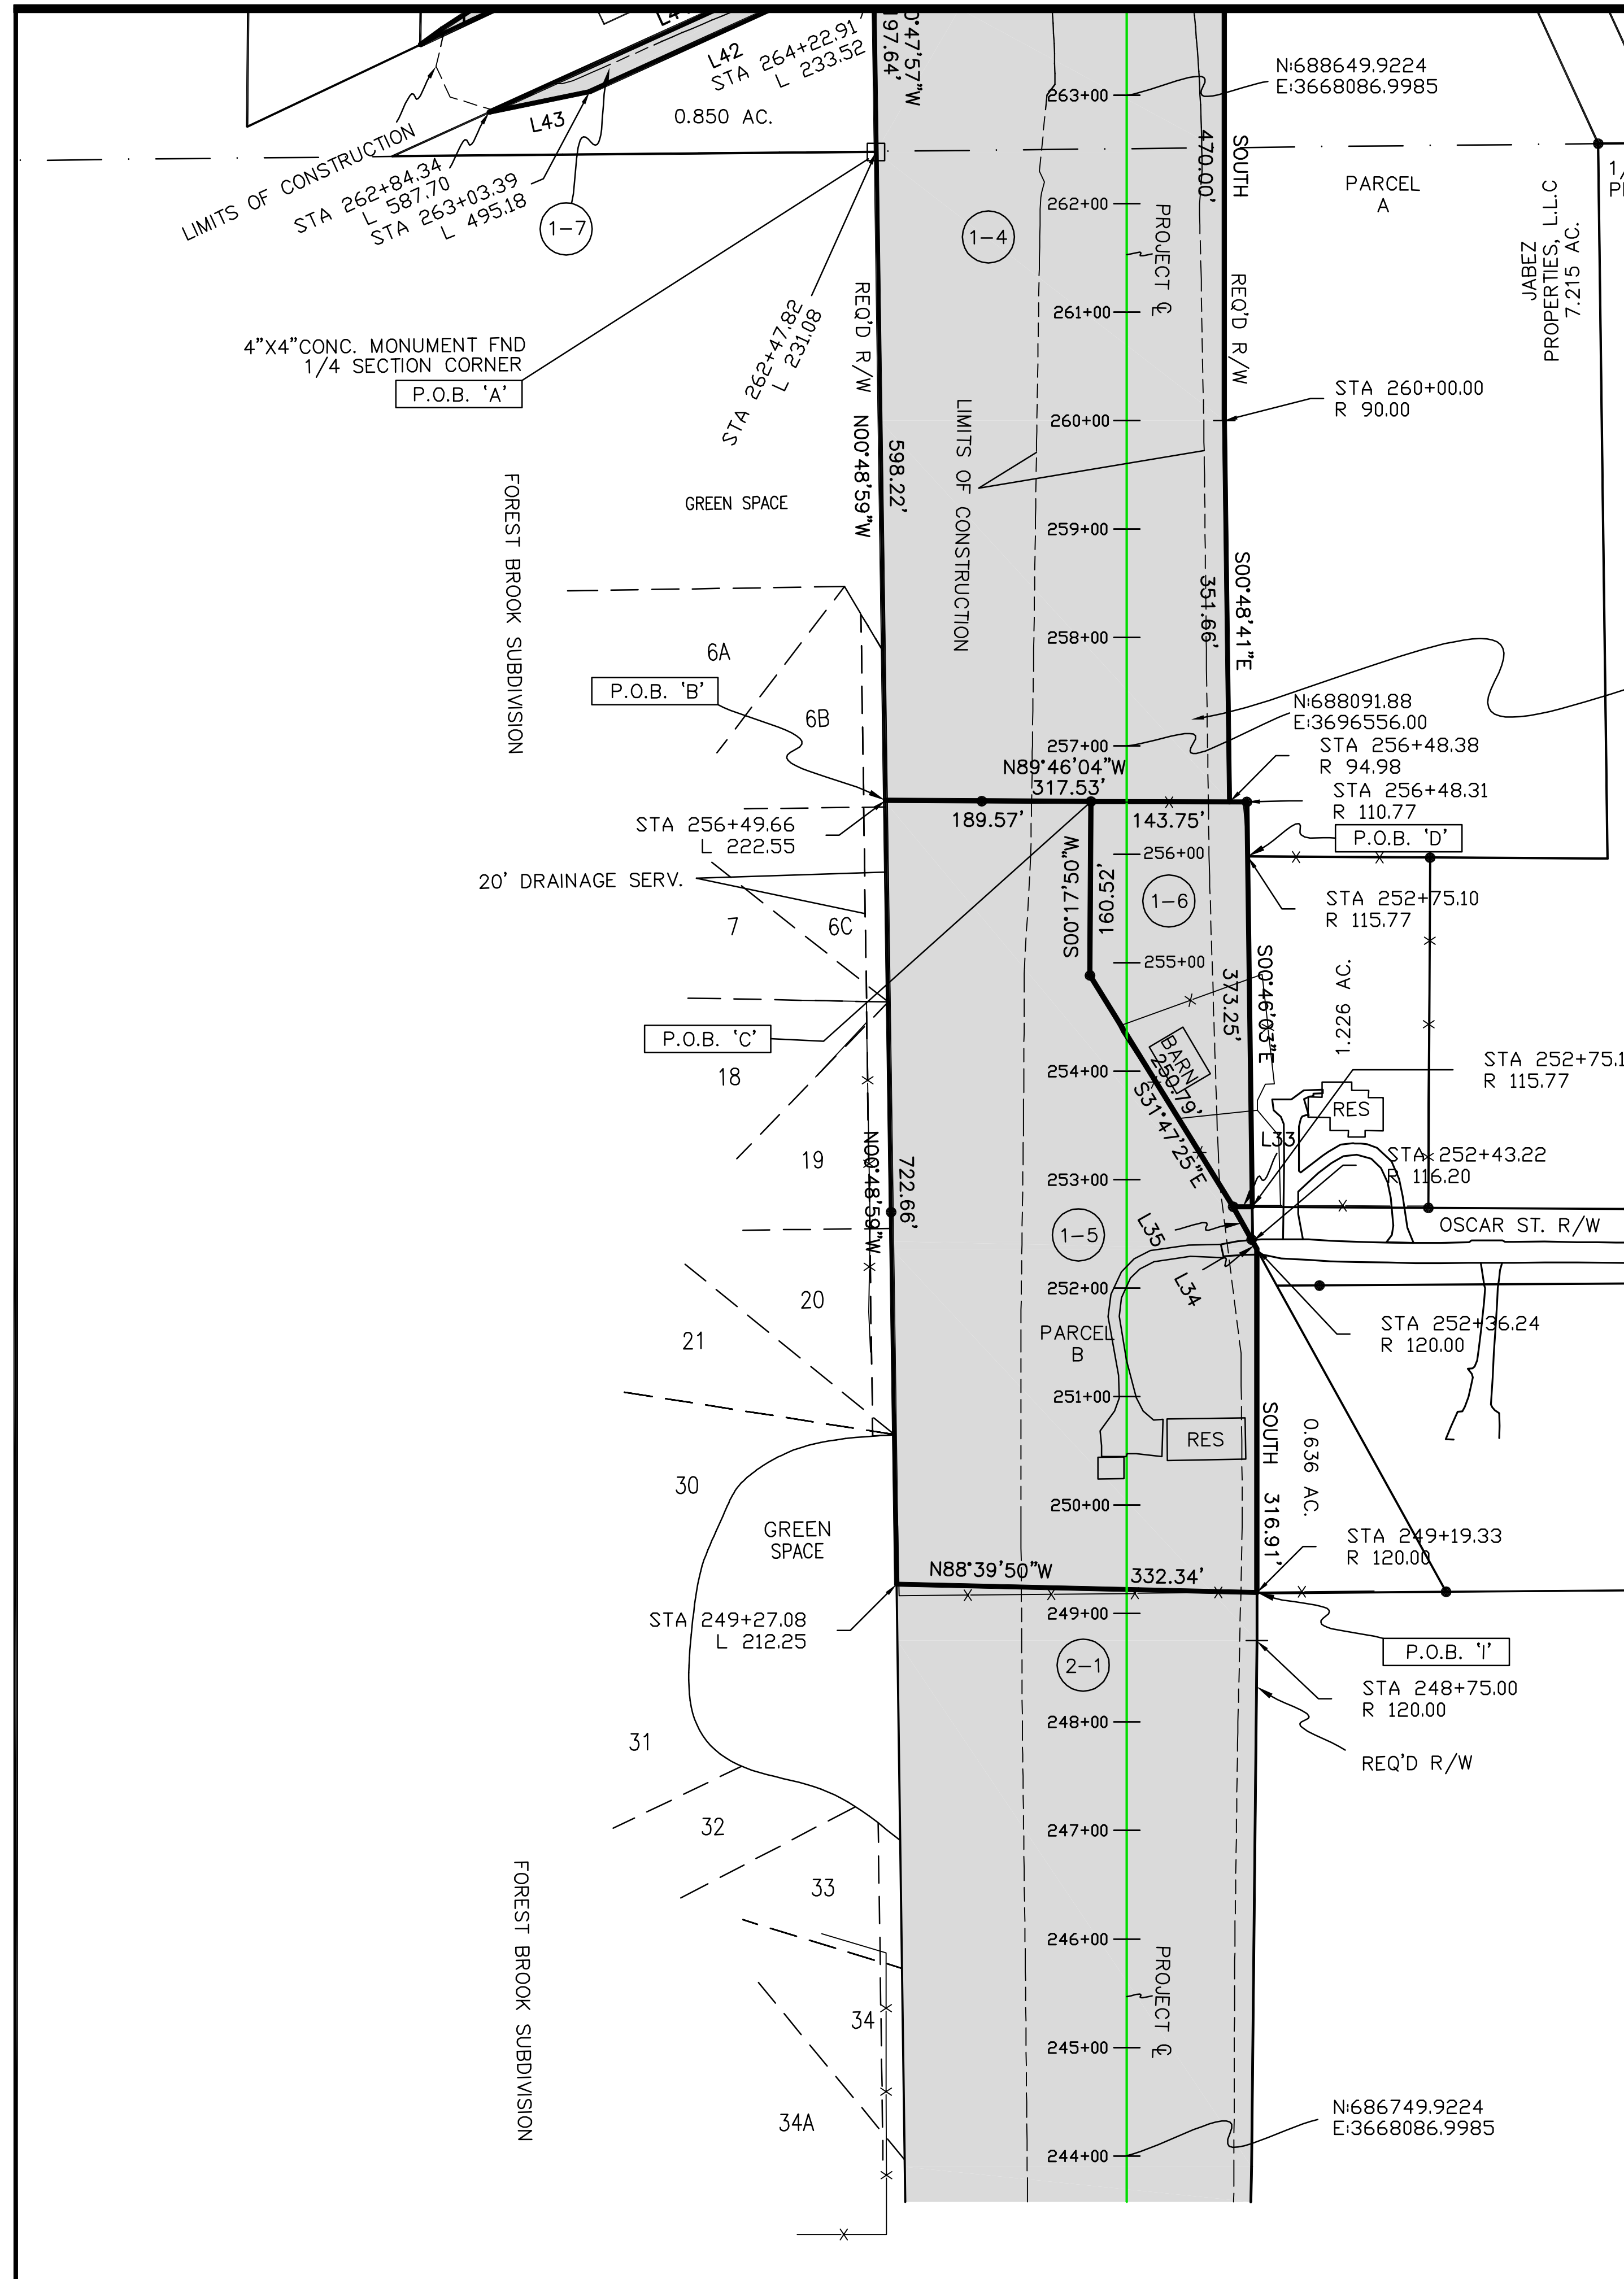 L42
STA 264+22.91
L 233.52
0°47'57"W
197.64'
N:688649.9224
E:3668086.9985
263+00
L43
0.850 AC.
LIMITS OF CONSTRUCTION
STA 262+84.34
L 587.70
STA 263+03.39
L 495.18
1-7
470.00'
SOUTH
PARCEL
A
JABEZ
PROPERTIES, L.L.C
7.215 AC.
262+00
1-4
PROJECT
REQ'D R/W
REQ'D R/W
261+00
STA 262+47.82
L 231.08
4"X4"CONC. MONUMENT FND
1/4 SECTION CORNER
P.O.B. 'A'
STA 260+00.00
R 90.00
260+00
N00°48'59"W
598.22'
LIMITS OF CONSTRUCTION
FOREST BROOK SUBDIVISION
GREEN SPACE
259+00
S00°48'41"E
351.66'
258+00
6A
P.O.B. 'B'
6B
N:688091.88
E:3696556.00
257+00
STA 256+48.38
R 94.98
N89°46'04"W
317.53'
STA 256+48.31
R 110.77
189.57'
143.75'
STA 256+49.66
L 222.55
P.O.B. 'D'
256+00
S00°17'50"W
160.52'
20' DRAINAGE SERV.
1-6
STA 252+75.10
R 115.77
7
6C
255+00
373.25'
S00°46'03"E
1.226 AC.
P.O.B. 'C'
BARN
250.79'
S31°47'25"E
STA 252+75.1
R 115.77
18
254+00
RES
L33
19
N00°48'59"W
722.66'
STA 252+43.22
R 116.20
253+00
1-5
L35
OSCAR ST. R/W
252+00
L34
20
21
PARCEL
B
STA 252+36.24
R 120.00
251+00
RES
SOUTH
316.91'
0.636 AC.
30
250+00
GREEN
SPACE
STA 249+19.33
R 120.00
N88°39'50"W
332.34'
249+00
STA 249+27.08
L 212.25
2-1
P.O.B. 'I'
STA 248+75.00
R 120.00
248+00
31
REQ'D R/W
32
247+00
33
FOREST BROOK SUBDIVISION
246+00
PROJECT
34
245+00
34A
N:686749.9224
E:3668086.9985
244+00